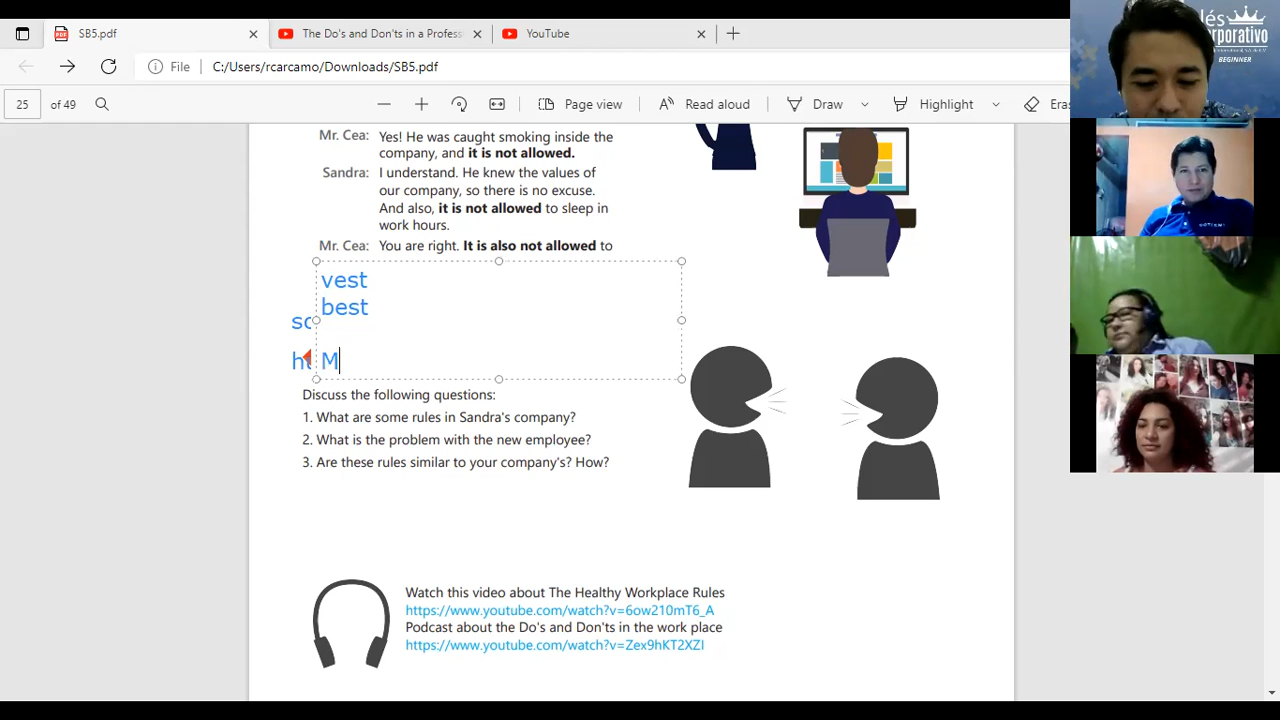 SB5.pdf
The Do's and Don'ts in a Profess
YouTube
File
C:/Users/rcarcamo/Downloads/SB5.pdf
25 of 49
Page view
Read aloud
Draw
Highlight
Eras
Mr. Cea: Yes! He was caught smoking inside the
company, and it is not allowed.
Sandra: I understand. He knew the values of
our company, so there is no excuse.
And also, it is not allowed to sleep in
work hours.
Mr. Cea: You are right. It is also not allowed to
vest
best
M
Discuss the following questions:
1. What are some rules in Sandra's company?
2. What is the problem with the new employee?
3. Are these rules similar to your company's? How?
Watch this video about The Healthy Workplace Rules
https://www.youtube.com/watch?v=6ow210mT6_A
Podcast about the Do's and Don'ts in the work place
https://www.youtube.com/watch?v=Zex9hKT2XZI
BEGINNER